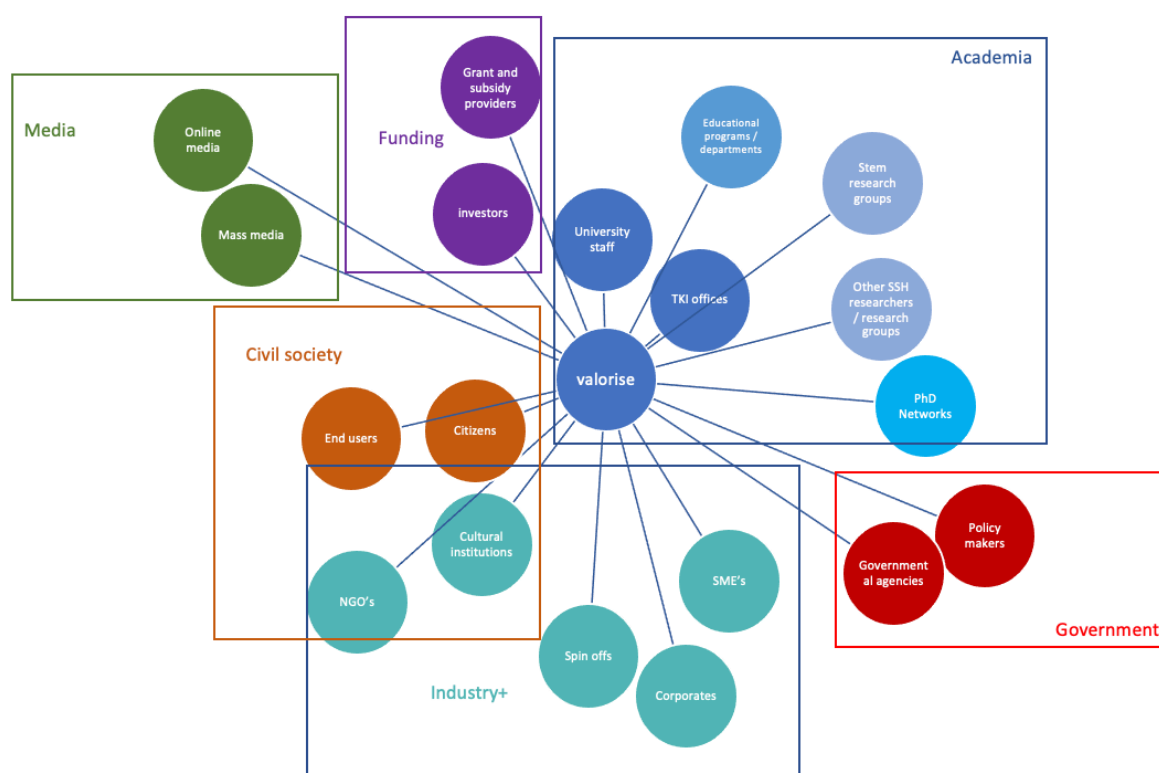 Academia
Grant and
subsidy
providers
Media
Online
media
Funding
Educational
programs /
departments
Stem
research
groups
investors
Mass media
University
staff
TKI offices
Other SSH
researchers
/ research
groups
Civil society
valorise
PhD
Networks
End users
Citizens
Cultural
institutions
Policy
makers
Government
al agencies
SME's
NGO's
Government
Spin offs
Industry+
Corporates